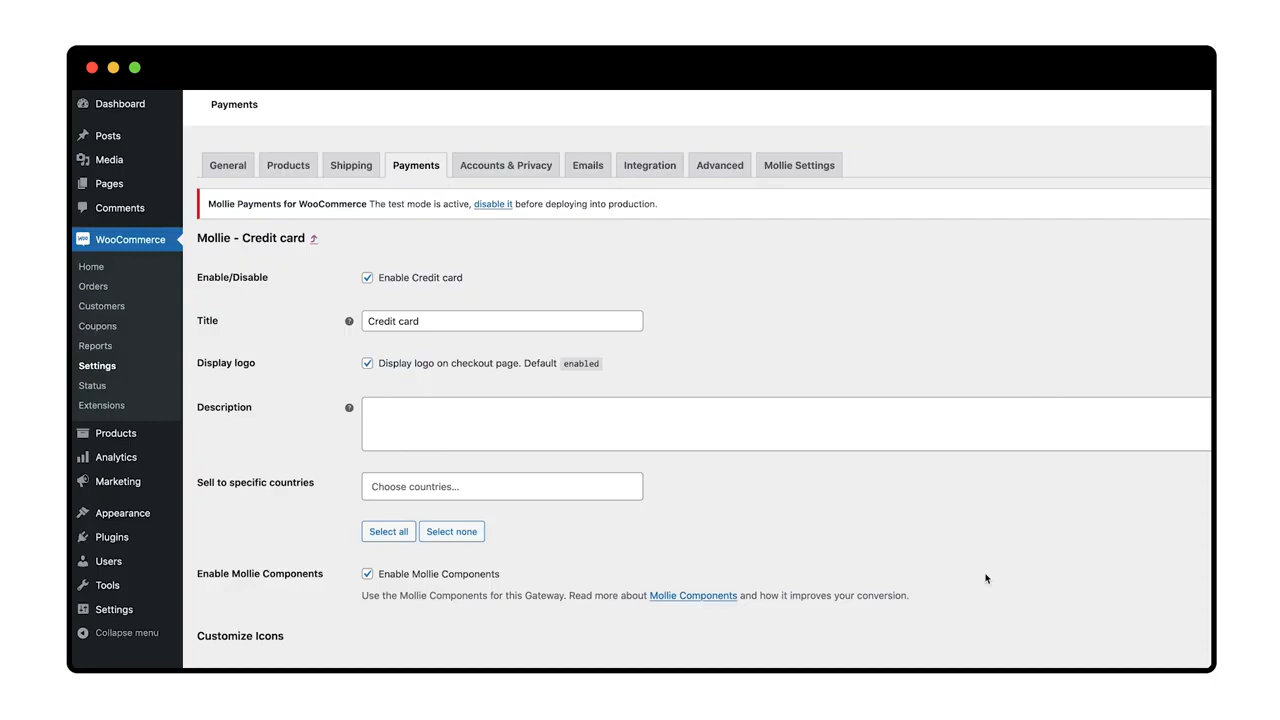 Dashboard
Posts
Media
Pages
Comments
WooCommerce
Home
Orders
Customers
Coupons
Reports
Settings
Status
Extensions
Products
Analytics
Marketing
Appearance
Plugins
Users
Tools
Settings
Collapse menu
Payments
General Products Shipping Payments Accounts & Privacy Emails Integration Advanced Mollie Settings
Mollie Payments for WooCommerce The test mode is active, disable it before deploying into production.
Mollie - Credit card
Enable/Disable Enable Credit card
Title Credit card
Display logo Display logo on checkout page. Default enabled
Description
Sell to specific countries Choose countries...
Select all Select none
Enable Mollie Components Enable Mollie Components
Use the Mollie Components for this Gateway. Read more about Mollie Components and how it improves your conversion.
Customize Icons